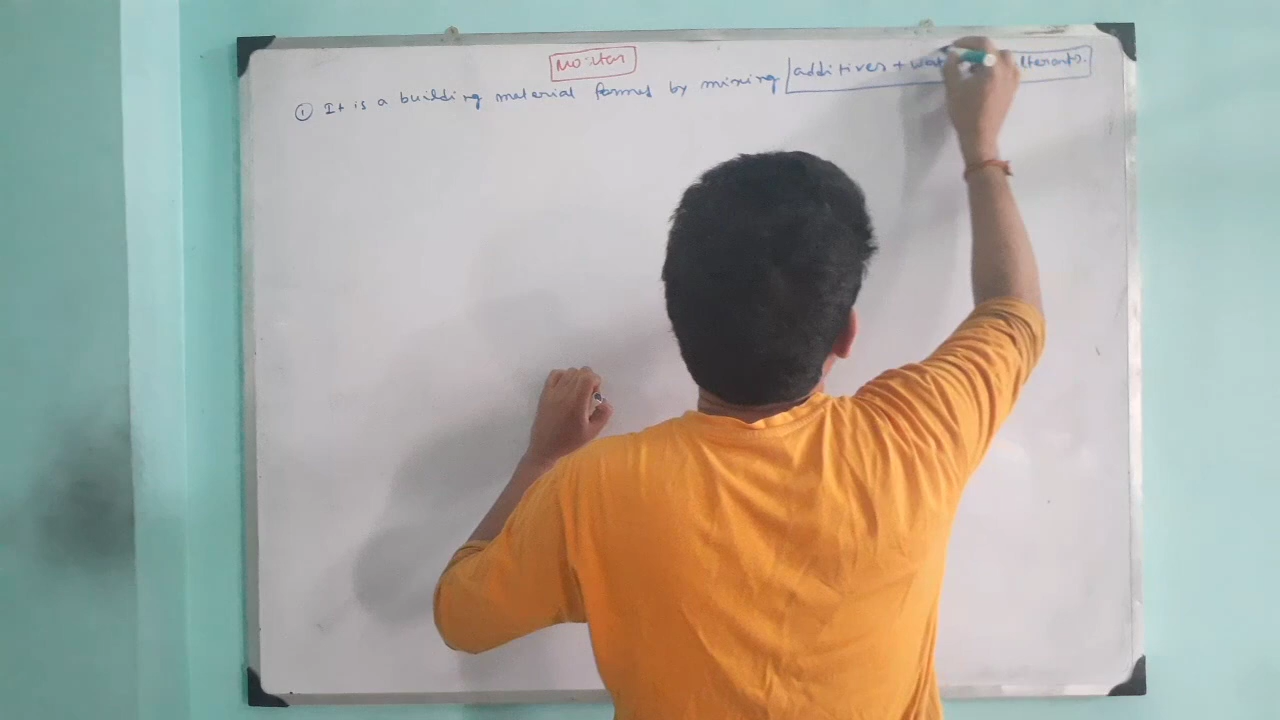 Mortar
① It is a building material formed by mixing additives + wat